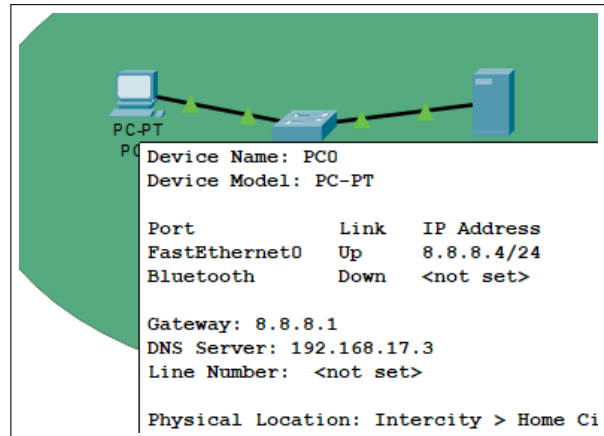 PC-PT
PC
Device Name: PC0
Device Model: PC-PT
Port Link IP Address
FastEthernet0 Up 8.8.8.4/24
Bluetooth Down <not set>
Gateway: 8.8.8.1
DNS Server: 192.168.17.3
Line Number: <not set>
Physical Location: Intercity > Home Ci